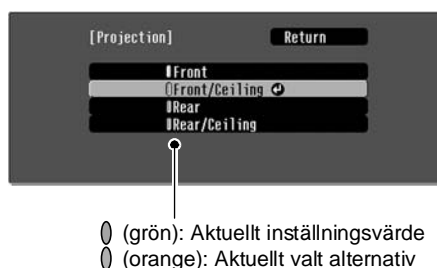 [Projection] Return
Front
Front/Ceiling
Rear
Rear/Ceiling
(grön): Aktuellt inställningsvärde
(orange): Aktuellt valt alternativ